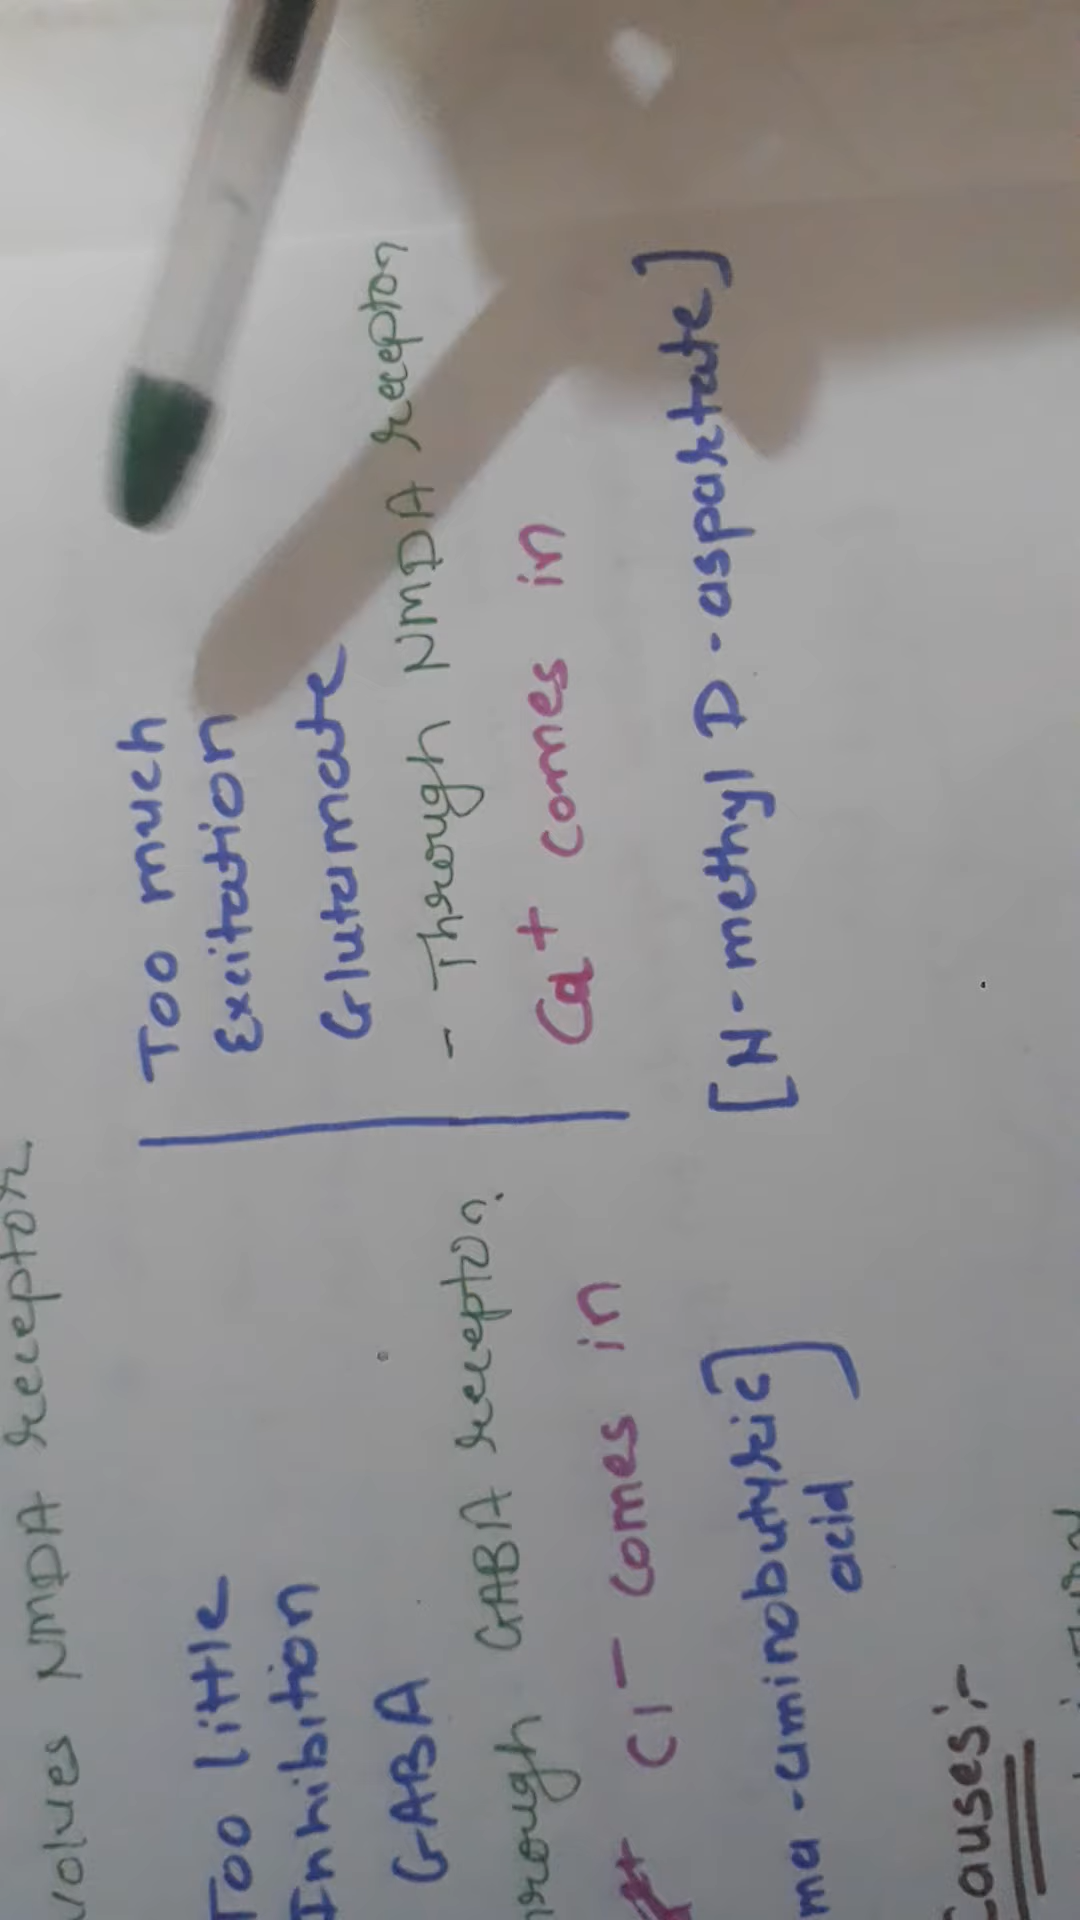 volves NMDA receptor
Too little
Inhibition
GABA
hrough GABA receptor.
Cl⁻ comes in
ma-aminobutyric]
acid
Too much
Excitation
Glutamate
- Through NMDA receptor
Ca⁺ comes in
[N-methyl D-aspartate]
Causes:-